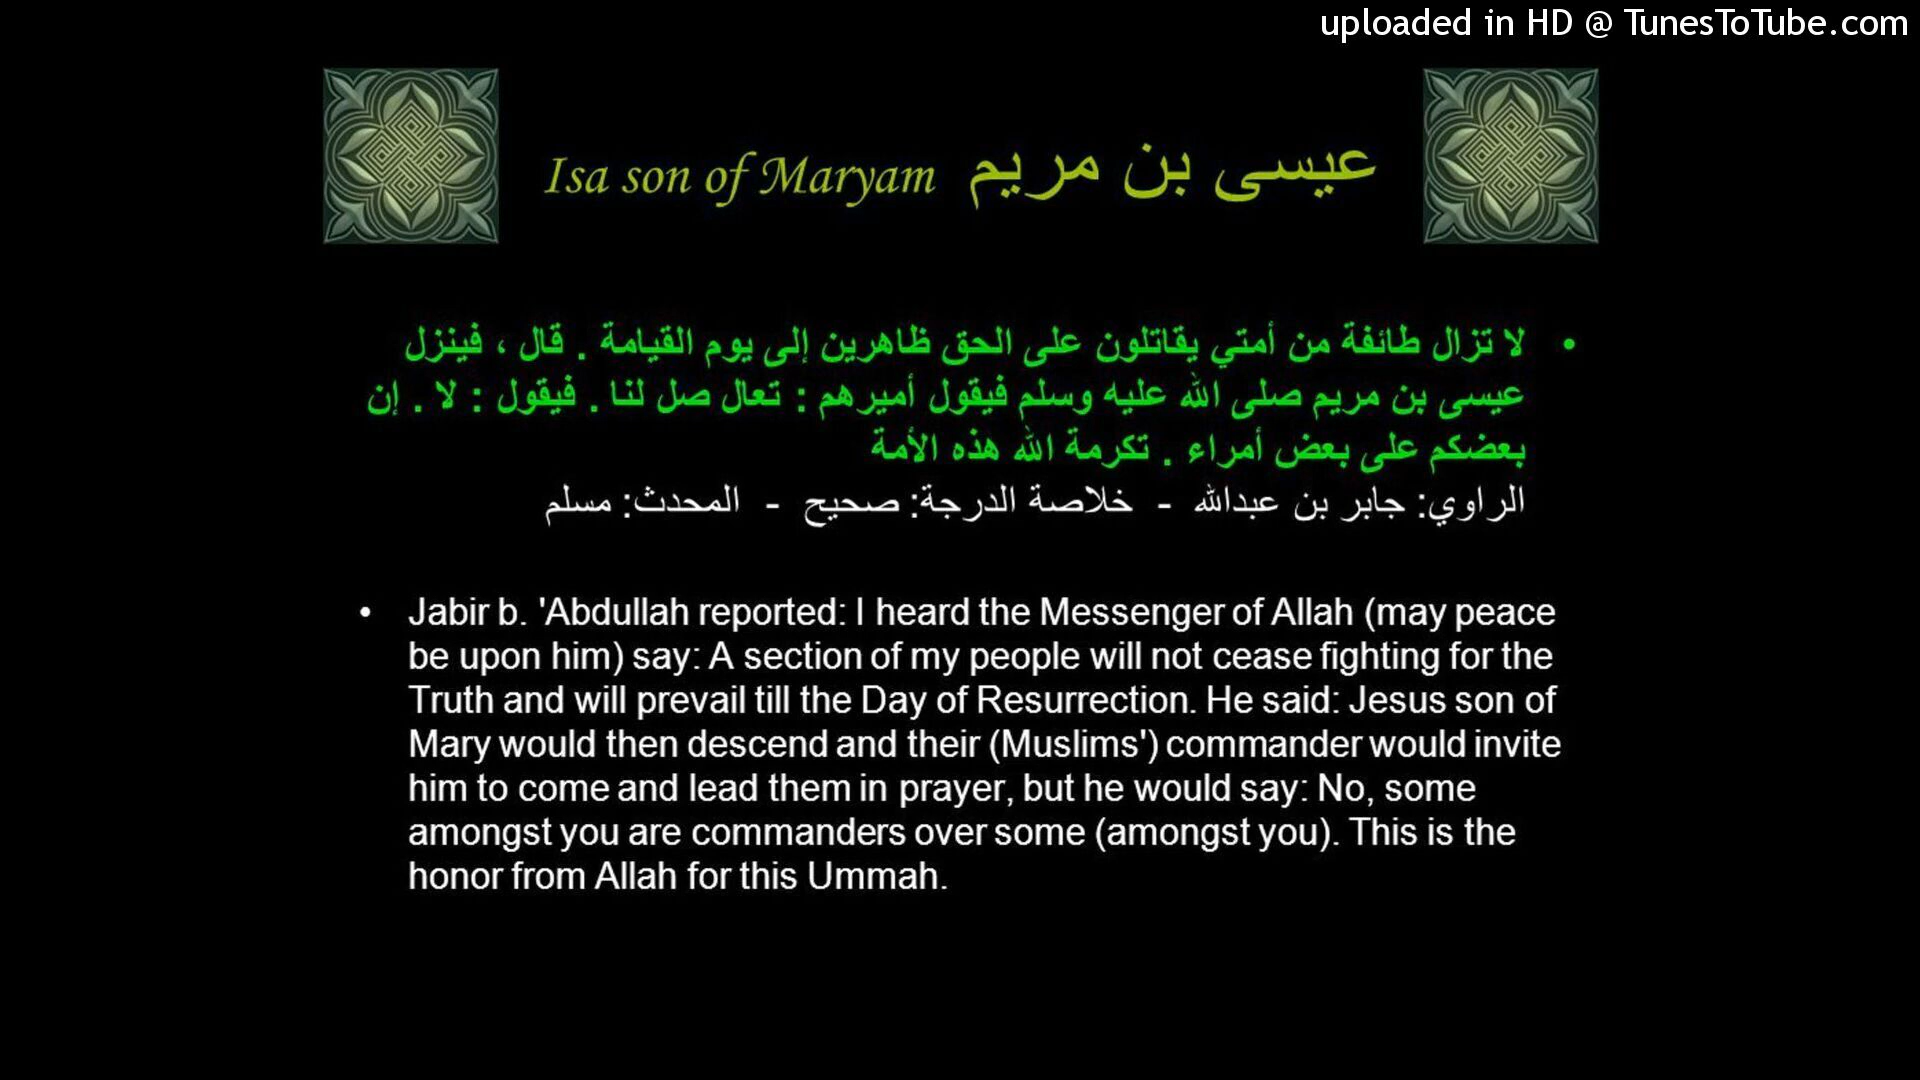 uploaded in HD @ TunesToTube.com
Isa son of Maryam عيسى بن مريم
• لا تزال طائفة من أمتي يقاتلون على الحق ظاهرين إلى يوم القيامة . قال ، فينزل
عيسى بن مريم صلى الله عليه وسلم فيقول أميرهم : تعال صل لنا . فيقول : لا . إن
بعضكم على بعض أمراء . تكرمة الله هذه الأمة
الراوي: جابر بن عبدالله - خلاصة الدرجة: صحيح - المحدث: مسلم
• Jabir b. 'Abdullah reported: I heard the Messenger of Allah (may peace
be upon him) say: A section of my people will not cease fighting for the
Truth and will prevail till the Day of Resurrection. He said: Jesus son of
Mary would then descend and their (Muslims') commander would invite
him to come and lead them in prayer, but he would say: No, some
amongst you are commanders over some (amongst you). This is the
honor from Allah for this Ummah.